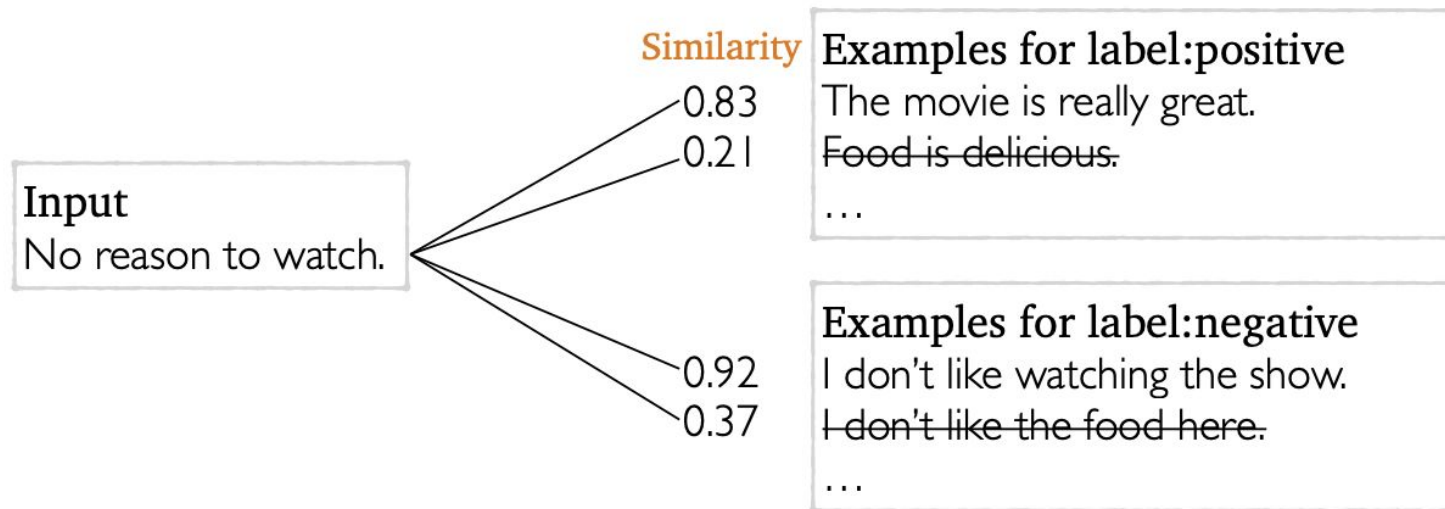 Similarity
Examples for label:positive
0.83
The movie is really great.
0.21
Food is delicious.
...
Input
No reason to watch.
Examples for label:negative
0.92
I don't like watching the show.
0.37
I don't like the food here.
...